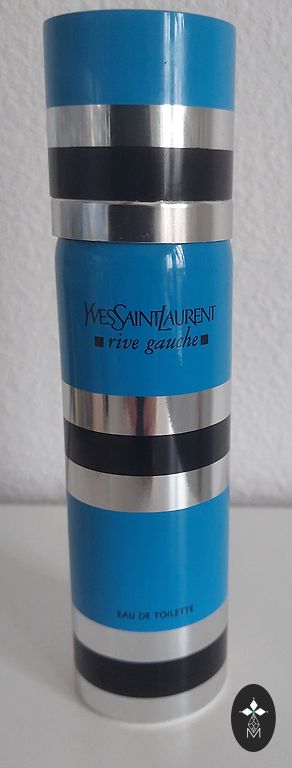 YVESSAINTLAURENT
rive gauche
EAU DE TOILETTE
M